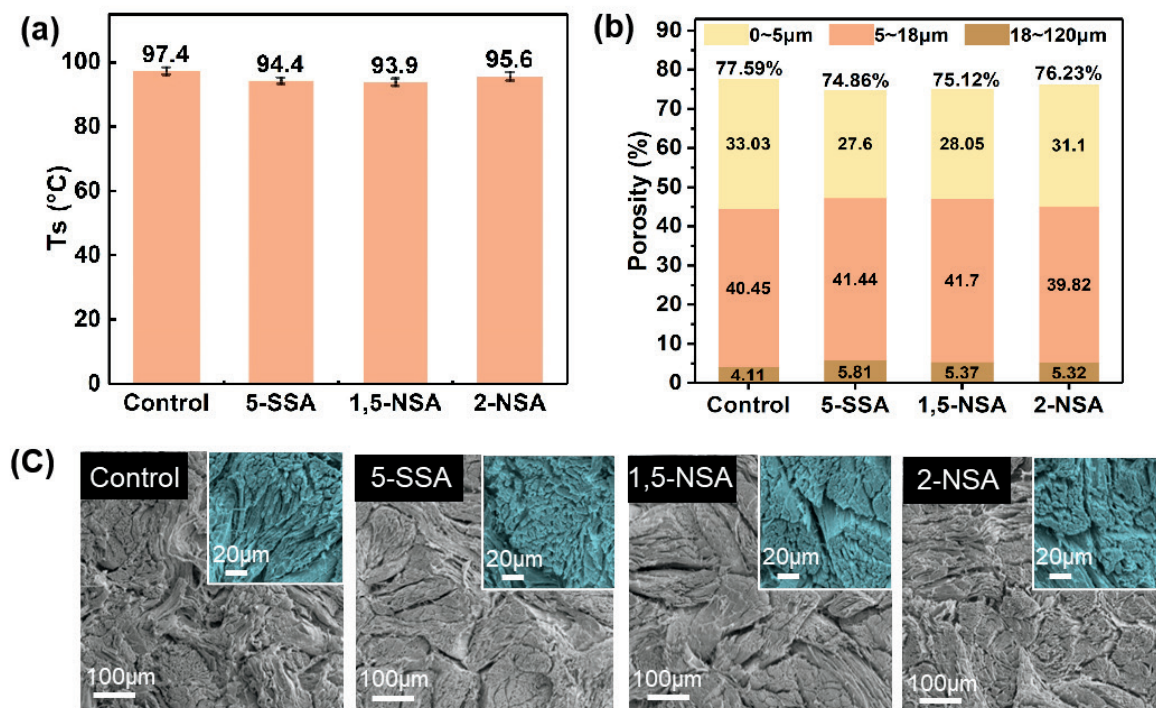 (a)
97.4
94.4
93.9
95.6
100
80
60
40
20
0
Ts (°C)
Control
5-SSA
1,5-NSA
2-NSA
(b)
0~5μm
5~18μm
18~120μm
77.59%
74.86%
75.12%
76.23%
90
80
70
60
50
40
30
20
10
0
Porosity (%)
33.03
27.6
28.05
31.1
40.45
41.44
41.7
39.82
4.11
5.81
5.37
5.32
Control
5-SSA
1,5-NSA
2-NSA
(C)
Control
20μm
100μm
5-SSA
20μm
100μm
1,5-NSA
20μm
100μm
2-NSA
20μm
100μm